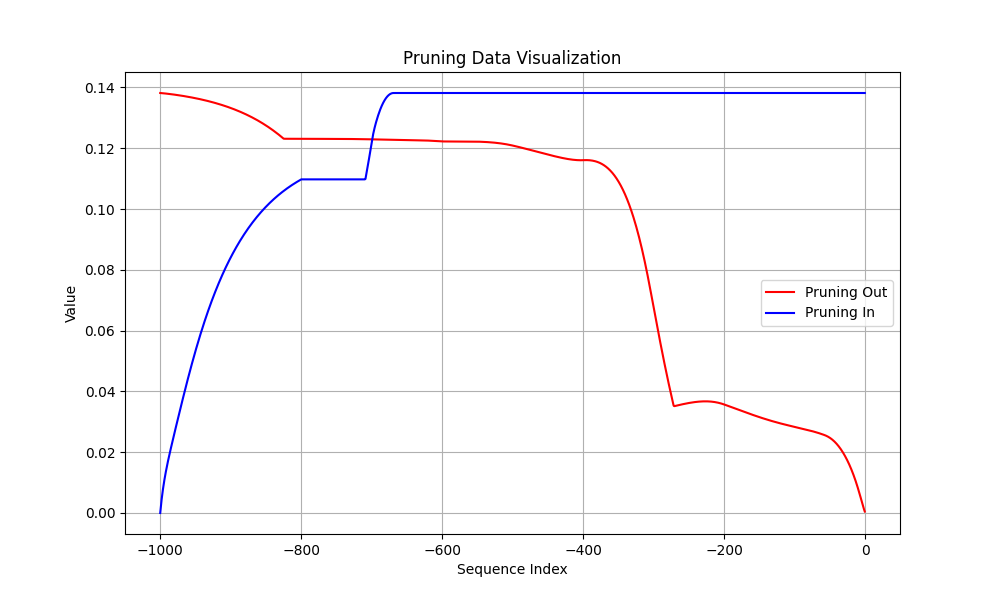 Pruning Data Visualization
0.14
0.12
0.10
0.08
0.06
0.04
0.02
0.00
Value
Pruning Out
Pruning In
−1000 −800 −600 −400 −200 0
Sequence Index